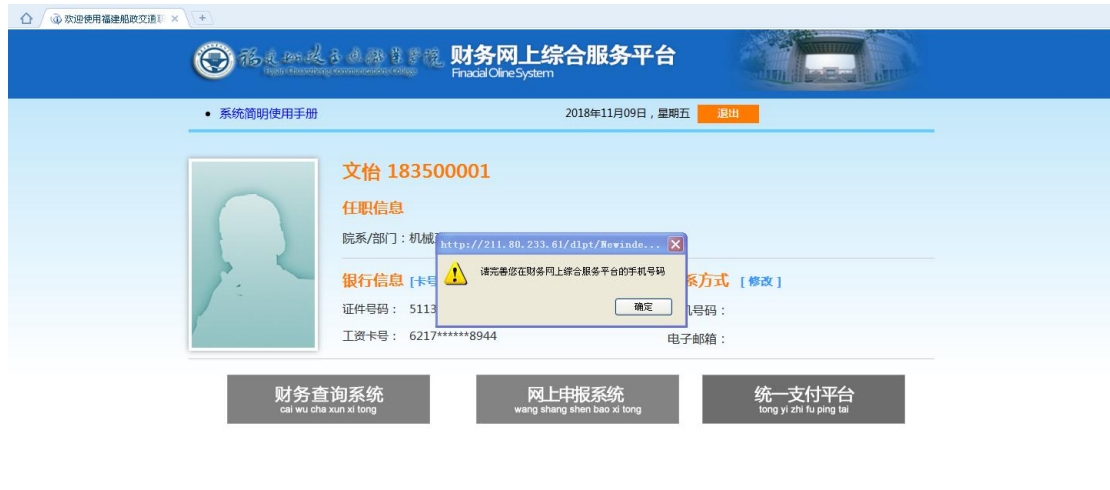 欢迎使用福建船政交通职
福建船政交通职业学院 财务网上综合服务平台
Fujian Chuanzheng Communications College Finacial Oline System
系统简明使用手册 2018年11月09日，星期五 退出
文怡 183500001
任职信息
院系/部门：机械
http://211.80.233.61/dlpt/Newinde...
请完善您在财务网上综合服务平台的手机号码
确定
银行信息 [卡号 系方式 [ 修改 ]
证件号码： 5113 机号码：
工资卡号： 6217******8944 电子邮箱：
财务查询系统 网上申报系统 统一支付平台
cai wu cha xun xi tong wang shang shen bao xi tong tong yi zhi fu ping tai